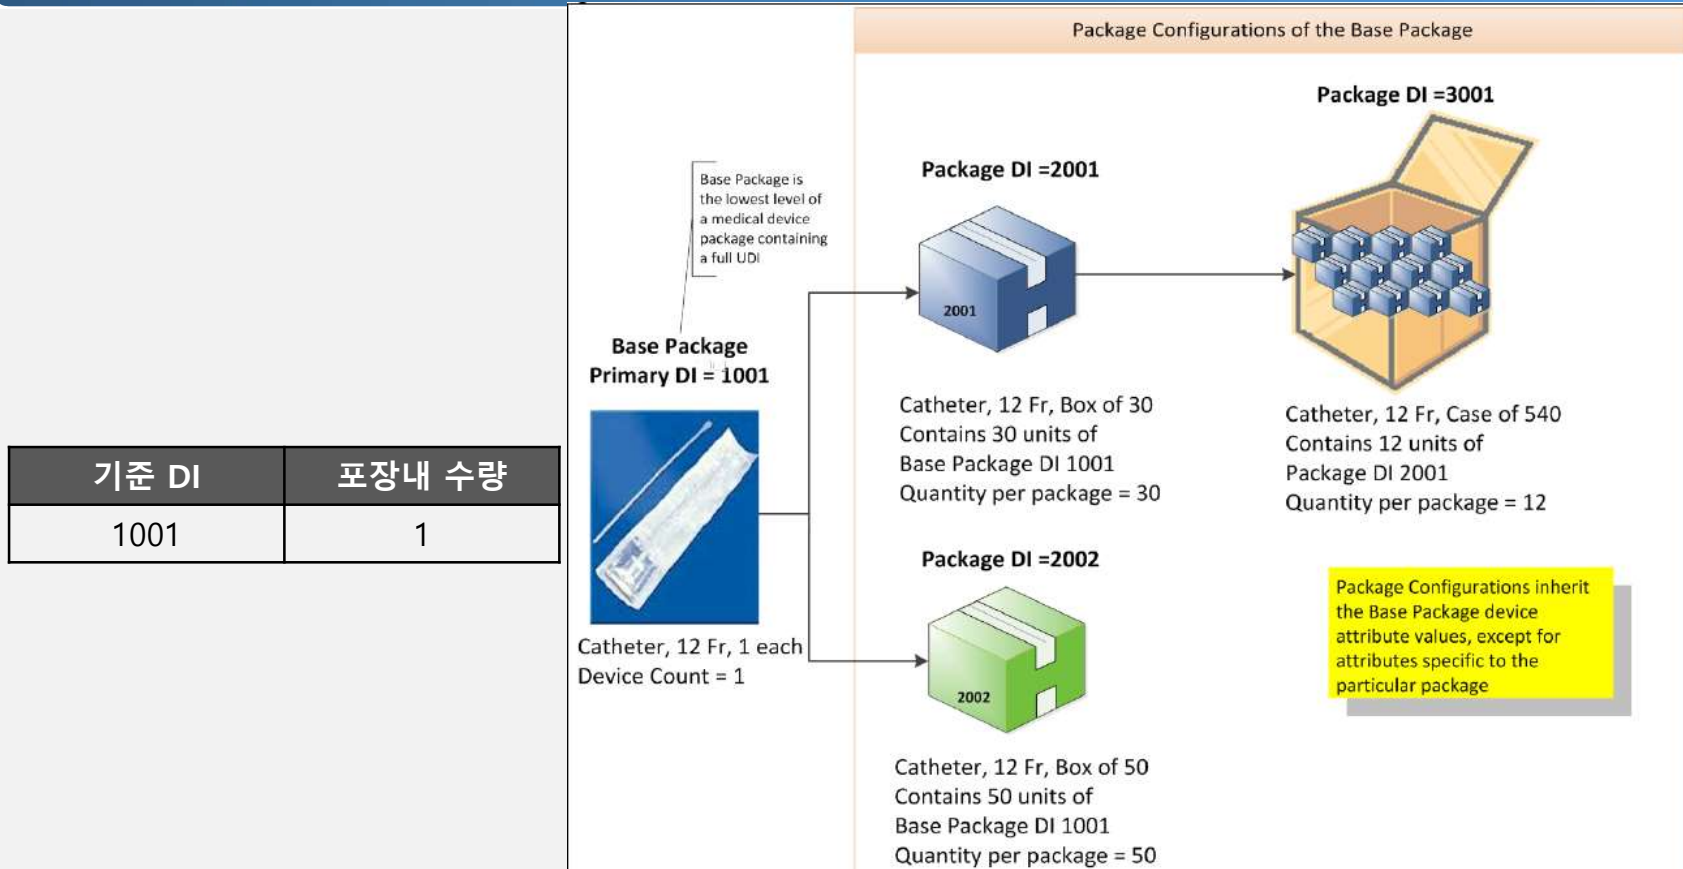 Package Configurations of the Base Package
Package DI =3001
Package DI =2001
Base Package is
the lowest level of
a medical device
package containing
a full UDI
2001
Base Package
Primary DI = 1001
Catheter, 12 Fr, Box of 30
Contains 30 units of
Base Package DI 1001
Quantity per package = 30
Catheter, 12 Fr, Case of 540
Contains 12 units of
Package DI 2001
Quantity per package = 12
기준 DI 포장내 수량
1001 1
Package DI =2002
Package Configurations inherit
the Base Package device
attribute values, except for
attributes specific to the
particular package
Catheter, 12 Fr, 1 each
Device Count = 1
2002
Catheter, 12 Fr, Box of 50
Contains 50 units of
Base Package DI 1001
Quantity per package = 50